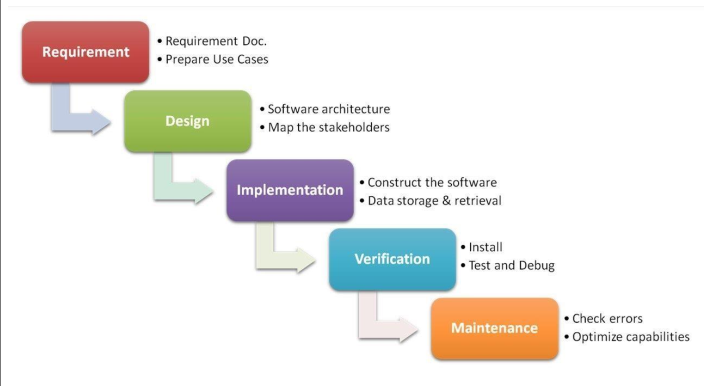 Requirement
• Requirement Doc.
• Prepare Use Cases
Design
• Software architecture
• Map the stakeholders
Implementation
• Construct the software
• Data storage & retrieval
Verification
• Install
• Test and Debug
Maintenance
• Check errors
• Optimize capabilities